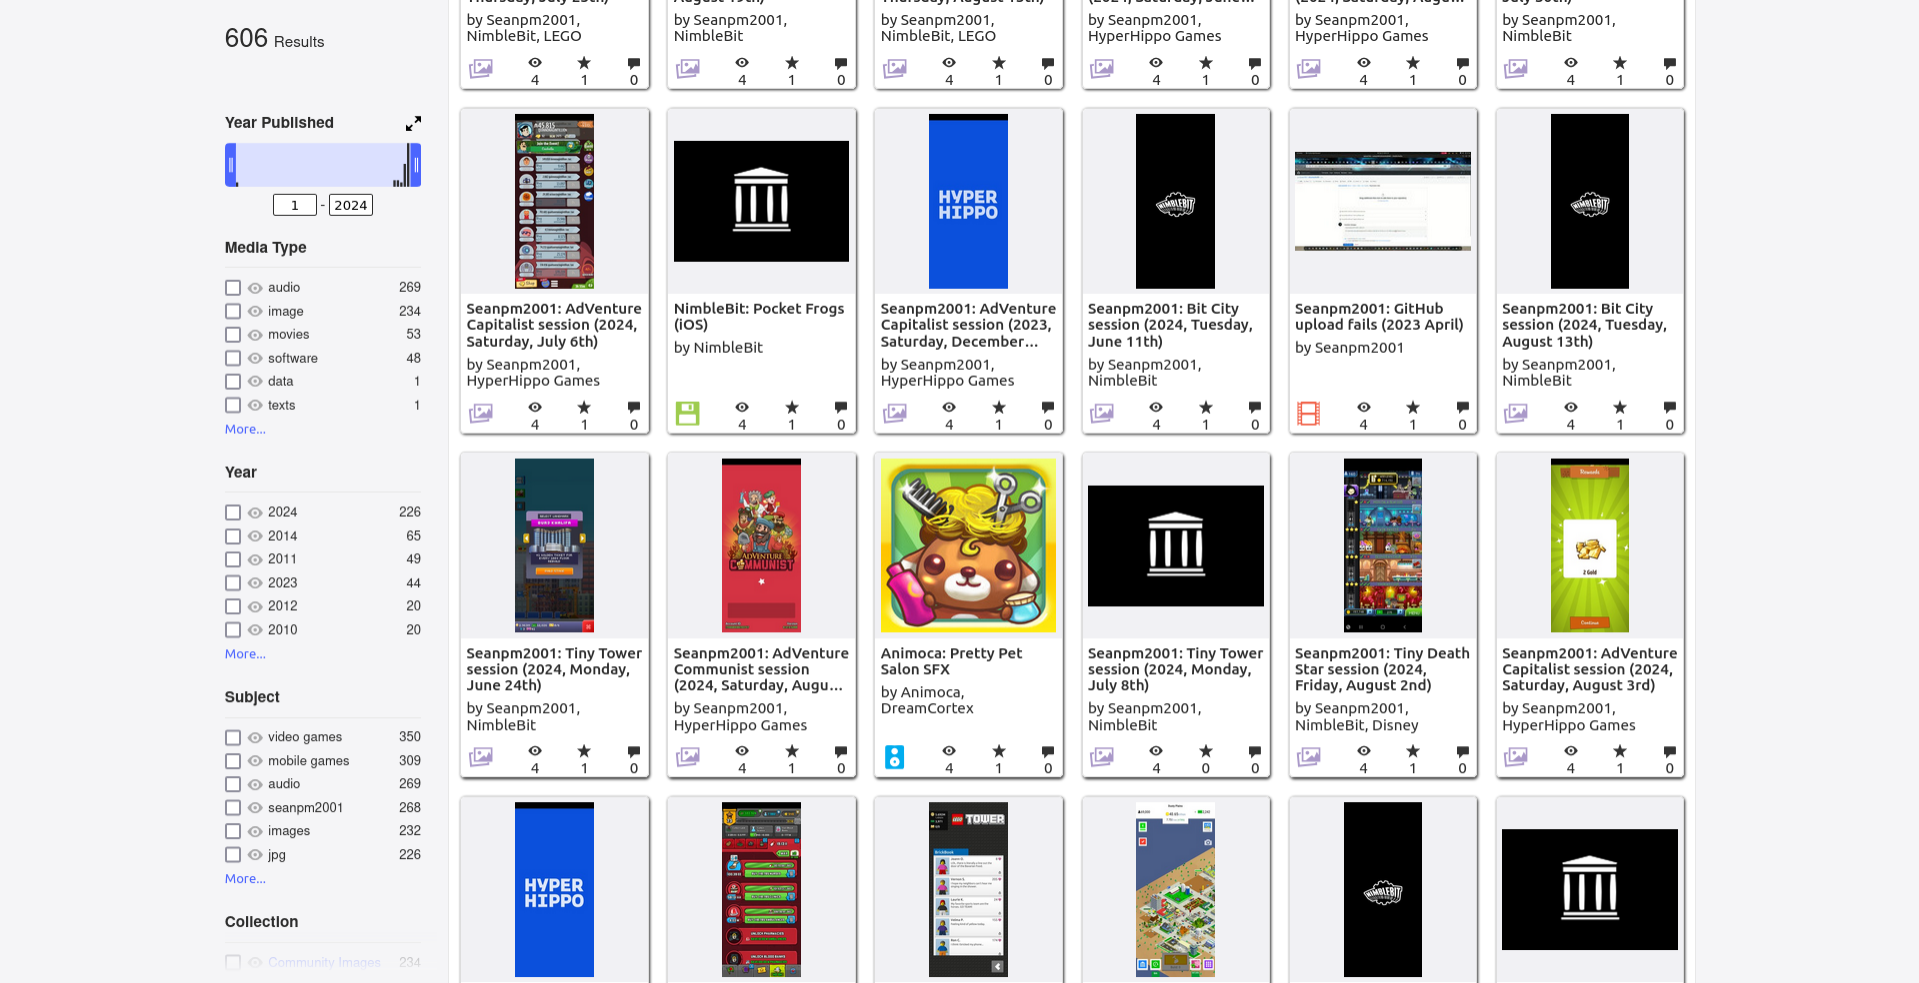 606 Results
Year Published
1 - 2024
Media Type
audio 269
image 234
movies 53
software 48
data 1
texts 1
More...
Year
2024 226
2014 65
2011 49
2023 44
2012 20
2010 20
More...
Subject
video games 350
mobile games 309
audio 269
seanpm2001 268
images 232
jpg 226
More...
Collection
Community Images 234
by Seanpm2001,
NimbleBit, LEGO
4 1 0
by Seanpm2001,
NimbleBit
4 1 0
by Seanpm2001,
NimbleBit, LEGO
4 1 0
by Seanpm2001,
HyperHippo Games
4 1 0
by Seanpm2001,
HyperHippo Games
4 1 0
by Seanpm2001,
NimbleBit
4 1 0
Seanpm2001: AdVenture
Capitalist session (2024,
Saturday, July 6th)
by Seanpm2001,
HyperHippo Games
4 1 0
NimbleBit: Pocket Frogs
(iOS)
by NimbleBit
4 1 0
HYPER
HIPPO
Seanpm2001: AdVenture
Capitalist session (2023,
Saturday, December...
by Seanpm2001,
HyperHippo Games
4 1 0
NIMBLEBIT
Seanpm2001: Bit City
session (2024, Tuesday,
June 11th)
by Seanpm2001,
NimbleBit
4 1 0
Seanpm2001: GitHub
upload fails (2023 April)
by Seanpm2001
4 1 0
NIMBLEBIT
Seanpm2001: Bit City
session (2024, Tuesday,
August 13th)
by Seanpm2001,
NimbleBit
4 1 0
Seanpm2001: Tiny Tower
session (2024, Monday,
June 24th)
by Seanpm2001,
NimbleBit
4 1 0
ADVENTURE
COMMUNIST
Seanpm2001: AdVenture
Communist session
(2024, Saturday, Augu...
by Seanpm2001,
HyperHippo Games
4 1 0
Animoca: Pretty Pet
Salon SFX
by Animoca,
DreamCortex
4 1 0
Seanpm2001: Tiny Tower
session (2024, Monday,
July 8th)
by Seanpm2001,
NimbleBit
4 0 0
Seanpm2001: Tiny Death
Star session (2024,
Friday, August 2nd)
by Seanpm2001,
NimbleBit, Disney
4 1 0
Rewards
2 Gold
Continue
Seanpm2001: AdVenture
Capitalist session (2024,
Saturday, August 3rd)
by Seanpm2001,
HyperHippo Games
4 1 0
HYPER
HIPPO
LEGO TOWER
NIMBLEBIT